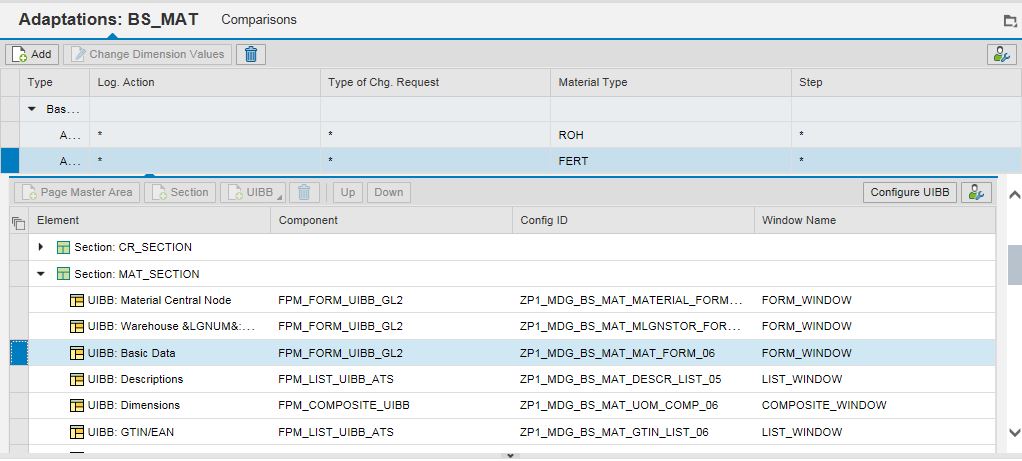 Adaptations: BS_MAT Comparisons
Add Change Dimension Values
Type Log. Action Type of Chg. Request Material Type Step
Bas...
A... * * ROH *
A... * * FERT *
Page Master Area Section UIBB Up Down Configure UIBB
Element Component Config ID Window Name
Section: CR_SECTION
Section: MAT_SECTION
UIBB: Material Central Node FPM_FORM_UIBB_GL2 ZP1_MDG_BS_MAT_MATERIAL_FORM... FORM_WINDOW
UIBB: Warehouse &LGNUM&:... FPM_FORM_UIBB_GL2 ZP1_MDG_BS_MAT_MLGNSTOR_FOR... FORM_WINDOW
UIBB: Basic Data FPM_FORM_UIBB_GL2 ZP1_MDG_BS_MAT_MAT_FORM_06 FORM_WINDOW
UIBB: Descriptions FPM_LIST_UIBB_ATS ZP1_MDG_BS_MAT_DESCR_LIST_05 LIST_WINDOW
UIBB: Dimensions FPM_COMPOSITE_UIBB ZP1_MDG_BS_MAT_UOM_COMP_06 COMPOSITE_WINDOW
UIBB: GTIN/EAN FPM_LIST_UIBB_ATS ZP1_MDG_BS_MAT_GTIN_LIST_06 LIST_WINDOW